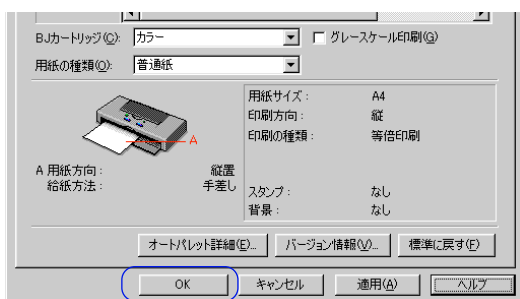 BJカートリッジ(C): カラー グレースケール印刷(G)
用紙の種類(O): 普通紙
用紙サイズ : A4
印刷方向 : 縦
印刷の種類 : 等倍印刷
A
A 用紙方向 : 縦置
給紙方法 : 手差し
スタンプ : なし
背景 : なし
オートパレット詳細(E)... バージョン情報(V)... 標準に戻す(F)
OK キャンセル 適用(A) ヘルプ